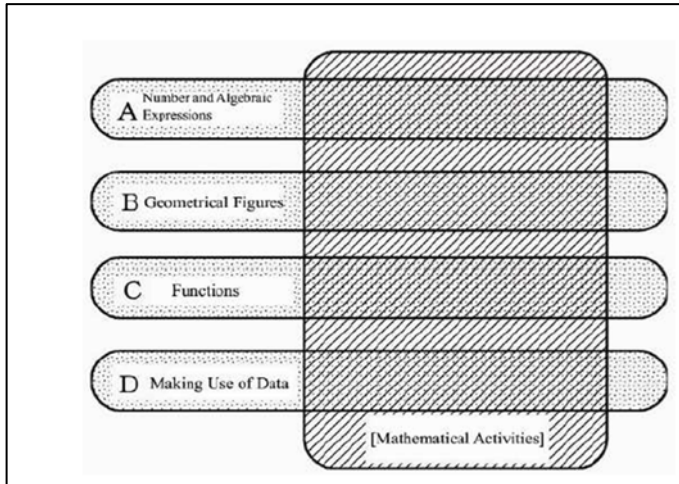 A Number and Algebraic
Expressions
B Geometrical Figures
C Functions
D Making Use of Data
[Mathematical Activities]